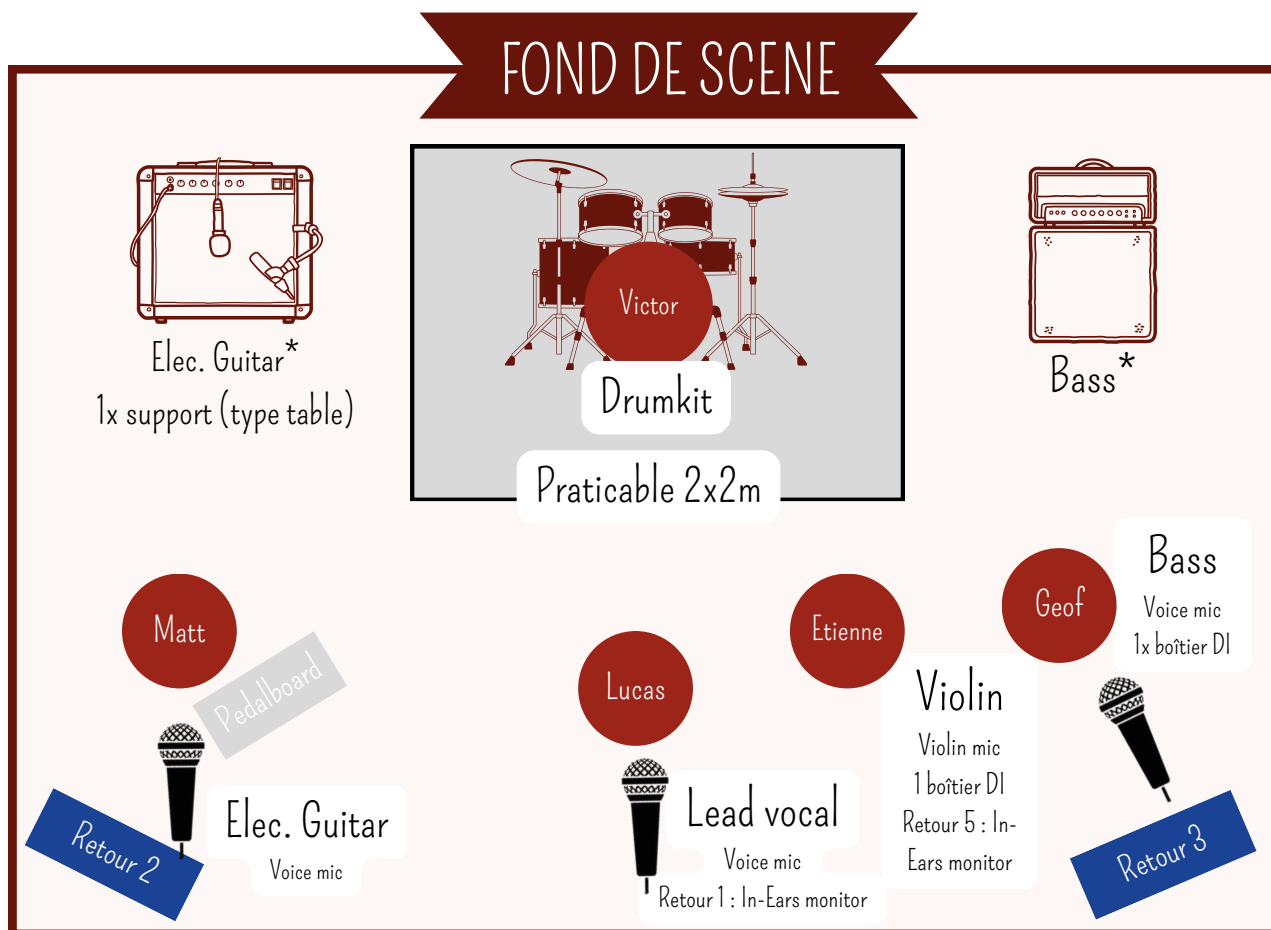 FOND DE SCENE
Victor
Elec. Guitar*
1x support (type table)
Drumkit
Bass*
Praticable 2x2m
Matt
Pedalboard
Retour 2
Elec. Guitar
Voice mic
Lucas
Lead vocal
Voice mic
Retour 1 : In-Ears monitor
Etienne
Violin
Violin mic
1 boîtier DI
Retour 5 : In-
Ears monitor
Geof
Bass
Voice mic
1x boîtier DI
Retour 3